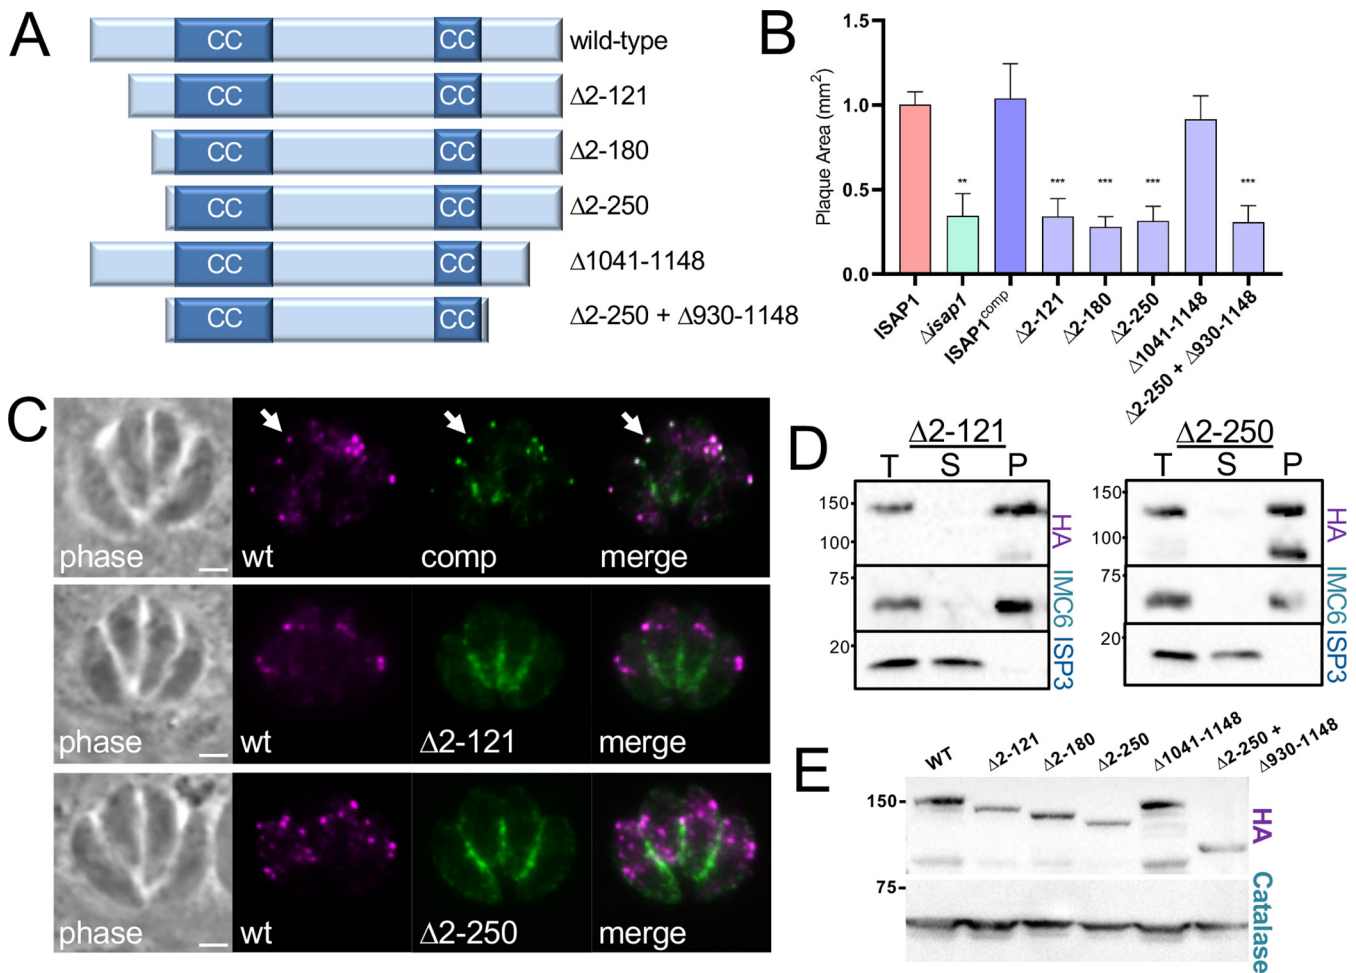 A
CC CC wild-type
CC CC Δ2-121
CC CC Δ2-180
CC CC Δ2-250
CC CC Δ1041-1148
CC CC Δ2-250 + Δ930-1148
B
Plaque Area (mm²)
1.5
1.0
0.5
0.0
** *** *** *** ***
ISAP1
Δisap1
ISAP1comp
Δ2-121
Δ2-180
Δ2-250
Δ1041-1148
Δ2-250 + Δ930-1148
C
phase wt comp merge
phase wt Δ2-121 merge
phase wt Δ2-250 merge
D
Δ2-121
T S P
150
100
75
20
HA
IMC6
ISP3
Δ2-250
T S P
150
100
75
20
HA
IMC6
ISP3
E
WT
Δ2-121
Δ2-180
Δ2-250
Δ1041-1148
Δ2-250 +
Δ930-1148
150
75
HA
Catalase